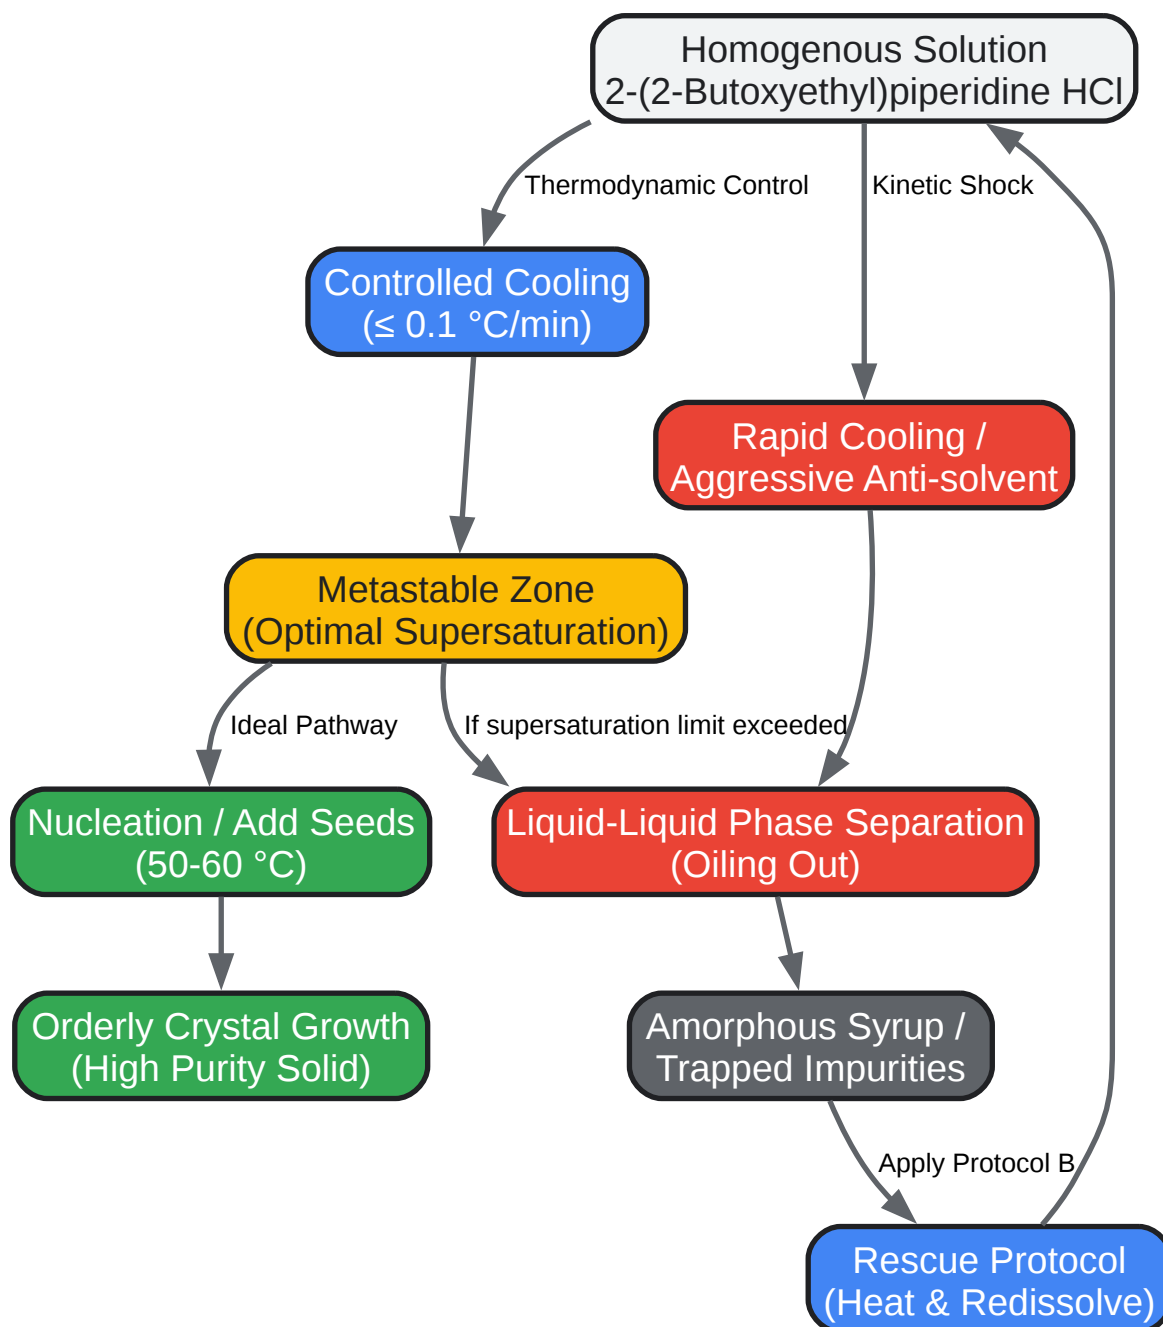 Homogenous Solution
2-(2-Butoxyethyl)piperidine HCl
Thermodynamic Control
Kinetic Shock
Controlled Cooling
(≤ 0.1 °C/min)
Rapid Cooling /
Aggressive Anti-solvent
Metastable Zone
(Optimal Supersaturation)
Ideal Pathway
If supersaturation limit exceeded
Nucleation / Add Seeds
(50-60 °C)
Liquid-Liquid Phase Separation
(Oiling Out)
Orderly Crystal Growth
(High Purity Solid)
Amorphous Syrup /
Trapped Impurities
Apply Protocol B
Rescue Protocol
(Heat & Redissolve)